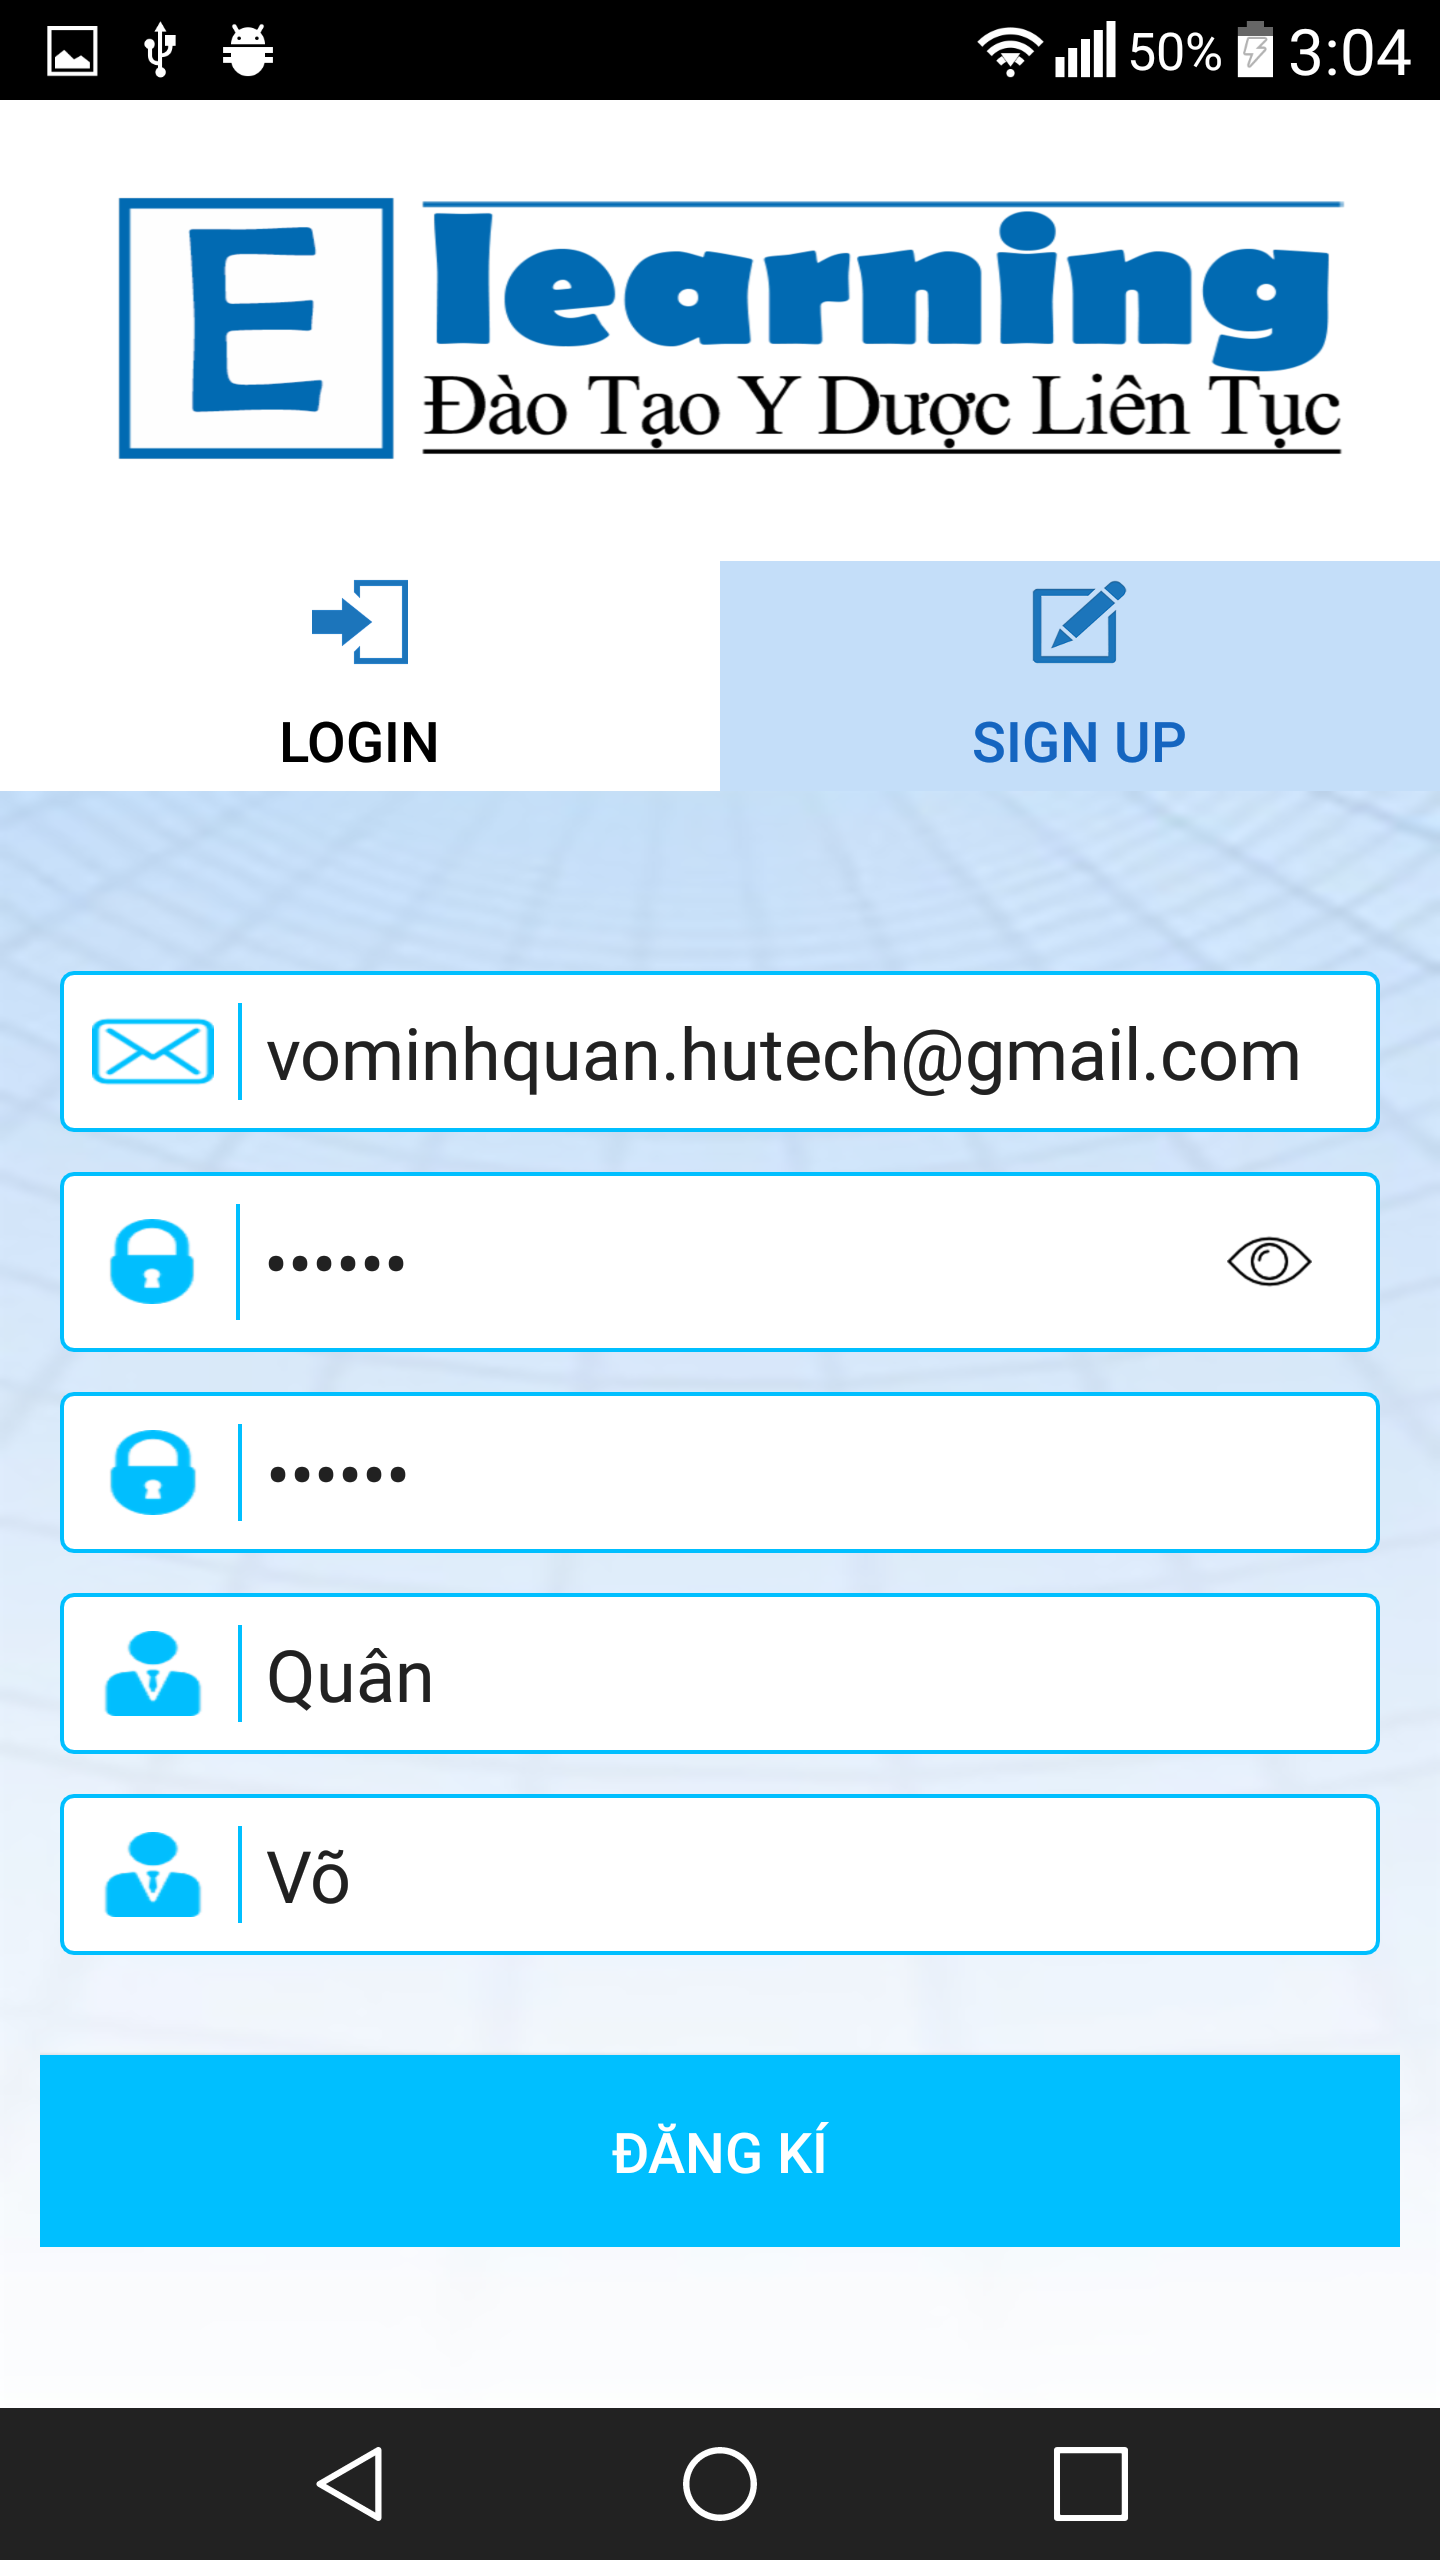 50% 3:04
E learning
Đào Tạo Y Dược Liên Tục
LOGIN
SIGN UP
vominhquan.hutech@gmail.com
••••••
••••••
Quân
Võ
ĐĂNG KÍ